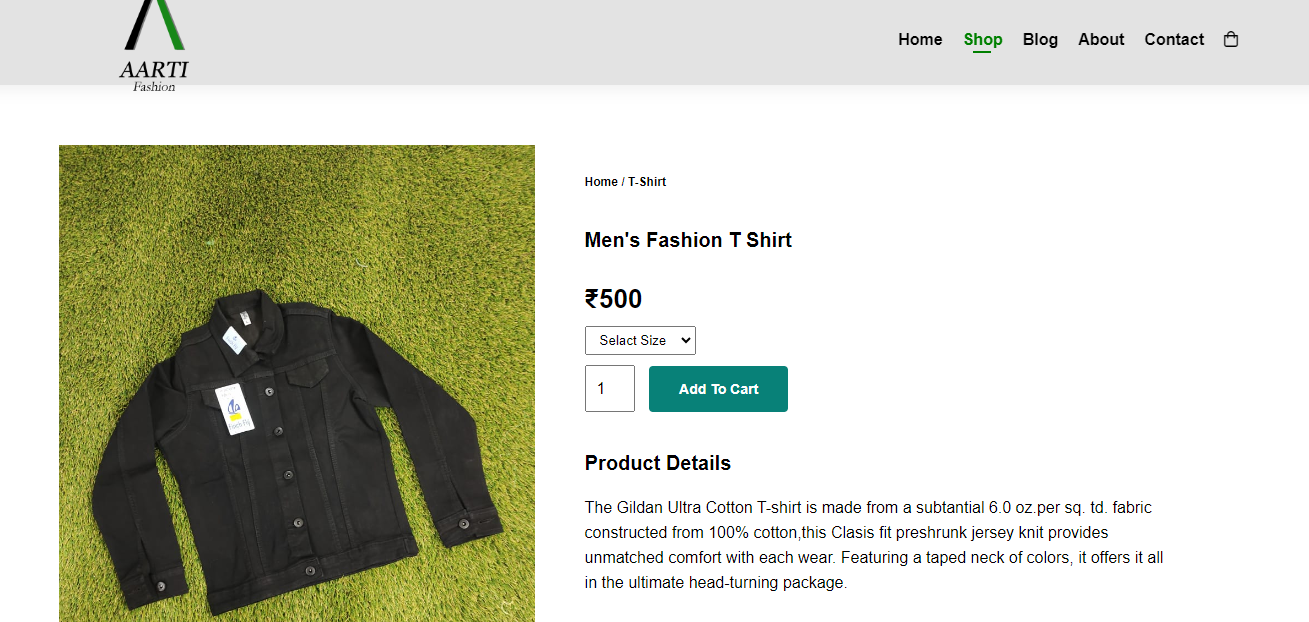 AARTI
Fashion
Home Shop Blog About Contact
Home / T-Shirt
Men's Fashion T Shirt
₹500
Selact Size
1
Add To Cart
Product Details
The Gildan Ultra Cotton T-shirt is made from a subtantial 6.0 oz.per sq. td. fabric
constructed from 100% cotton,this Clasis fit preshrunk jersey knit provides
unmatched comfort with each wear. Featuring a taped neck of colors, it offers it all
in the ultimate head-turning package.